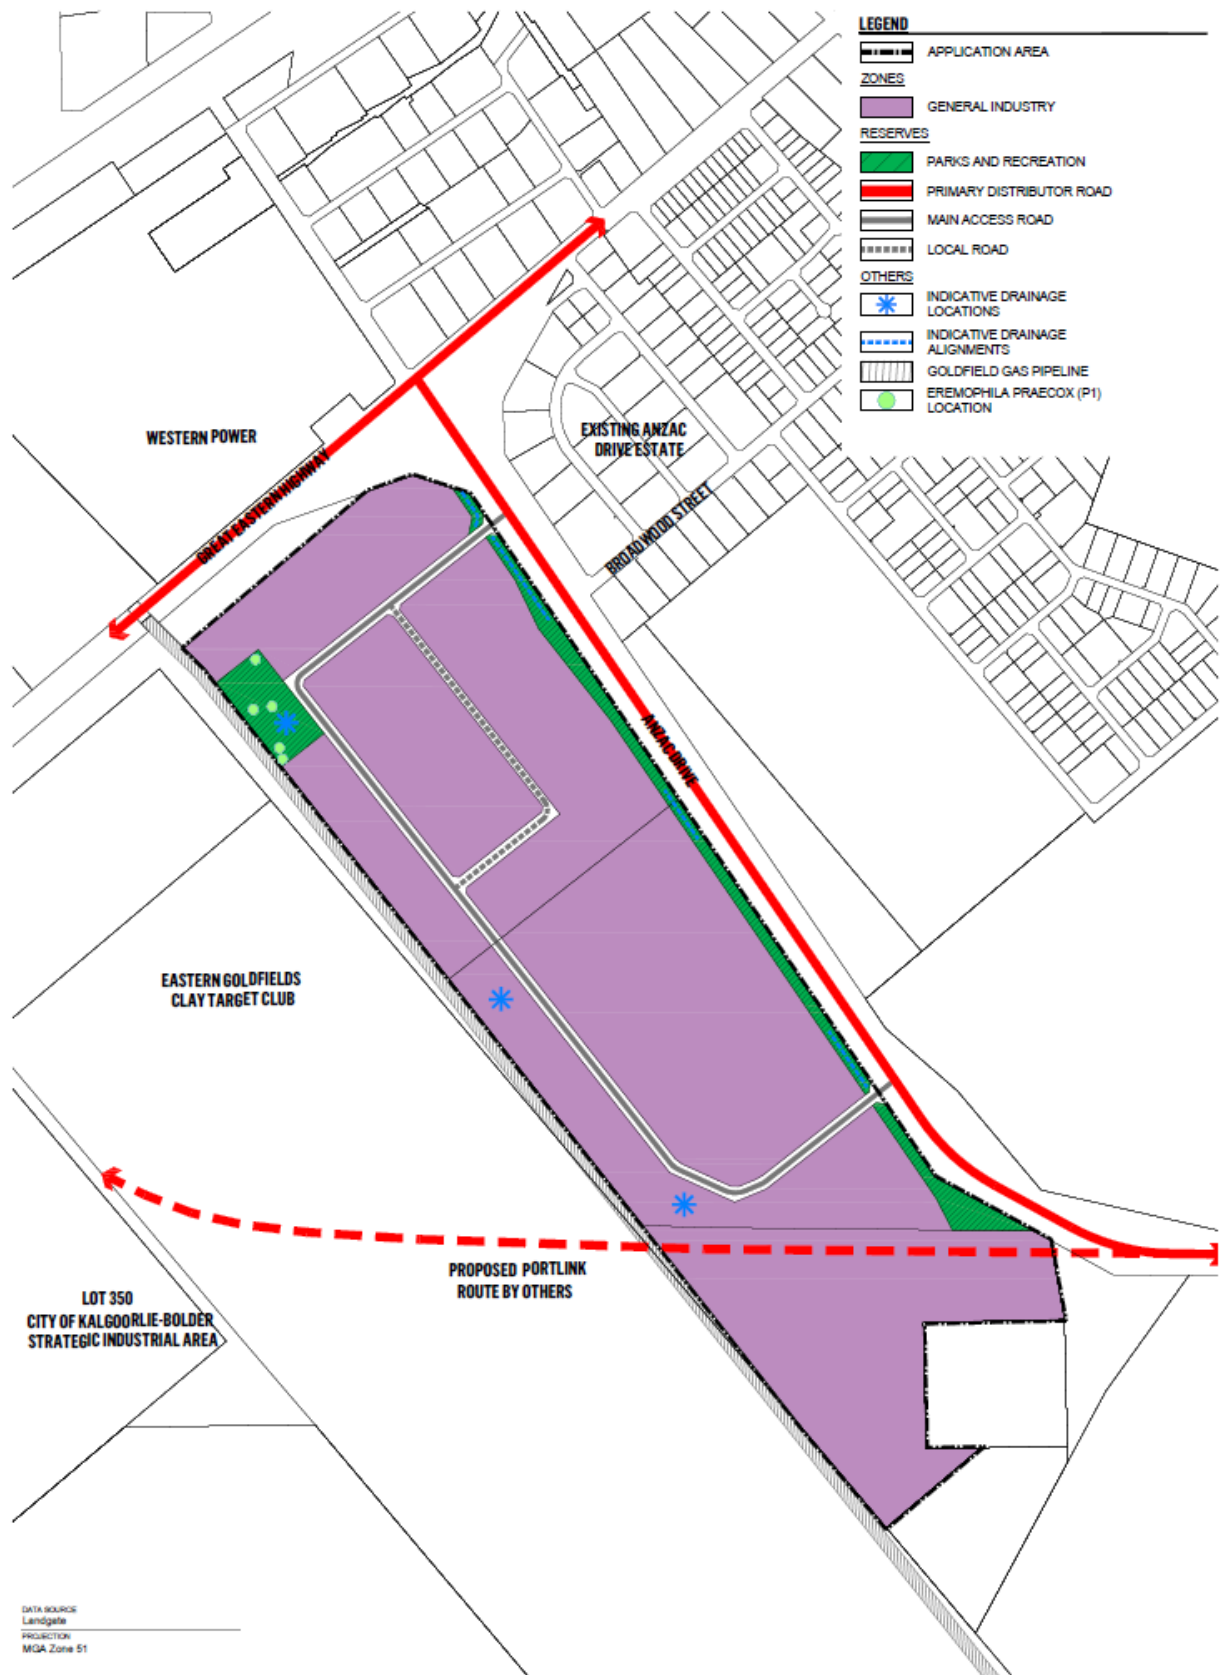 LEGEND
APPLICATION AREA
ZONES
GENERAL INDUSTRY
RESERVES
PARKS AND RECREATION
PRIMARY DISTRIBUTOR ROAD
MAIN ACCESS ROAD
LOCAL ROAD
OTHERS
INDICATIVE DRAINAGE
LOCATIONS
INDICATIVE DRAINAGE
ALIGNMENTS
GOLDFIELD GAS PIPELINE
EREMOPHILA PRAECOX (P1)
LOCATION
WESTERN POWER
EXISTING ANZAC
DRIVE ESTATE
GREAT EASTERN HIGHWAY
BROADWOOD STREET
ANZAC DRIVE
EASTERN GOLDFIELDS
CLAY TARGET CLUB
PROPOSED PORTLINK
ROUTE BY OTHERS
LOT 350
CITY OF KALGOORLIE-BOLDER
STRATEGIC INDUSTRIAL AREA
DATA SOURCE
Landgate
PROJECTION
MGA Zone 51